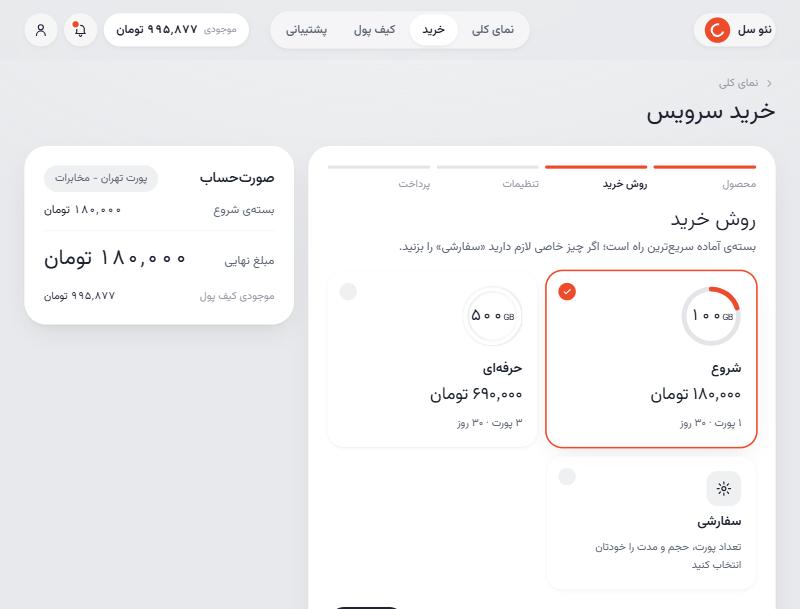 نئو سل
نمای کلی
خرید
کیف پول
پشتیبانی
موجودی ۹۹۵,۸۷۷ تومان
نمای کلی
خرید سرویس
محصول
روش خرید
تنظیمات
پرداخت
روش خرید
بسته‌ی آماده سریع‌ترین راه است؛ اگر چیز خاصی لازم دارید «سفارشی» را بزنید.
۱۰۰ GB
شروع
۱۸۰,۰۰۰ تومان
۱ پورت · ۳۰ روز
۵۰۰ GB
حرفه‌ای
۶۹۰,۰۰۰ تومان
۳ پورت · ۳۰ روز
سفارشی
تعداد پورت، حجم و مدت را خودتان
انتخاب کنید
صورت‌حساب
پورت تهران - مخابرات
بسته‌ی شروع ۱۸۰,۰۰۰ تومان
مبلغ نهایی ۱۸۰,۰۰۰ تومان
موجودی کیف پول ۹۹۵,۸۷۷ تومان